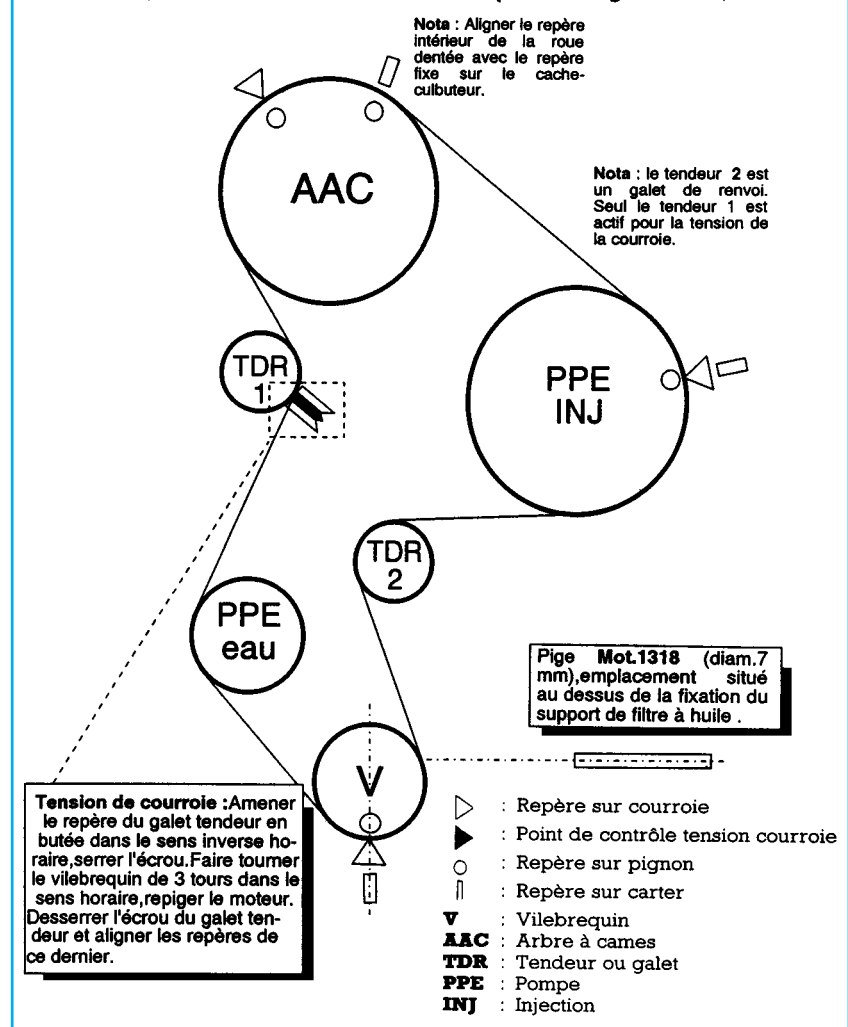 Nota : Aligner le repère
intérieur de la roue
dentée avec le repère
fixe sur le cache-
culbuteur.
AAC
Nota : le tendeur 2 est
un galet de renvoi.
Seul le tendeur 1 est
actif pour la tension de
la courroie.
TDR
1
PPE
INJ
TDR
2
PPE
eau
Pige Mot.1318 (diam.7
mm),emplacement situé
au dessus de la fixation du
support de filtre à huile .
V
Tension de courroie :Amener
le repère du galet tendeur en
butée dans le sens inverse ho-
raire,serrer l'écrou.Faire tourner
le vilebrequin de 3 tours dans le
sens horaire,repiger le moteur.
Desserrer l'écrou du galet ten-
deur et aligner les repères de
ce dernier.
: Repère sur courroie
: Point de contrôle tension courroie
: Repère sur pignon
: Repère sur carter
V : Vilebrequin
AAC : Arbre à cames
TDR : Tendeur ou galet
PPE : Pompe
INJ : Injection